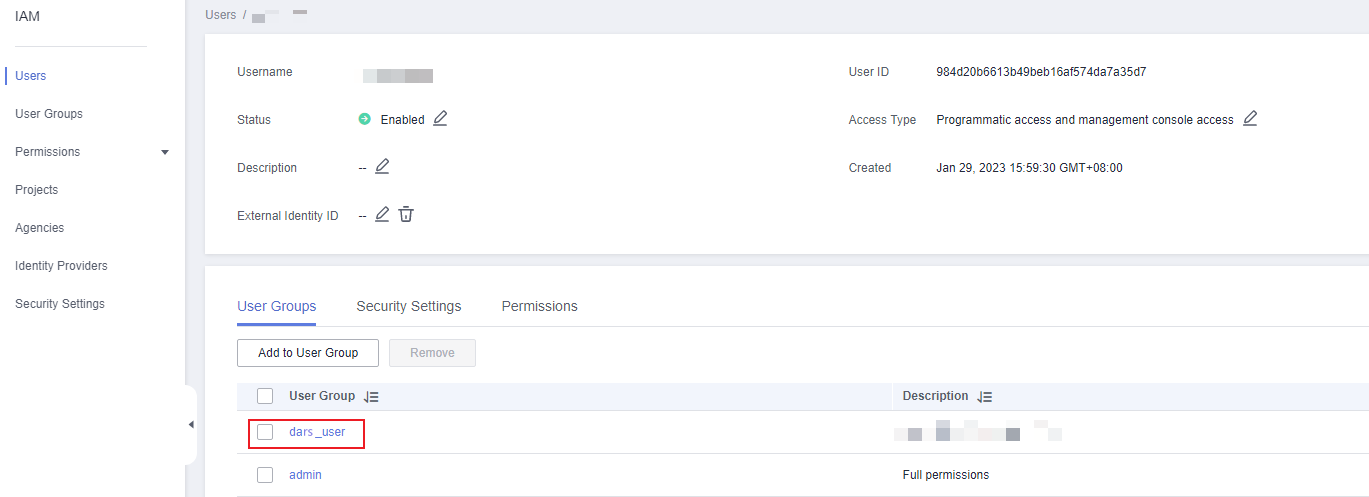 IAM
Users
User Groups
Permissions
Projects
Agencies
Identity Providers
Security Settings
Users /
Username
User ID 984d20b6613b49beb16af574da7a35d7
Status Enabled
Access Type Programmatic access and management console access
Description --
Created Jan 29, 2023 15:59:30 GMT+08:00
External Identity ID --
User Groups Security Settings Permissions
Add to User Group Remove
User Group Description
dars_user
admin Full permissions